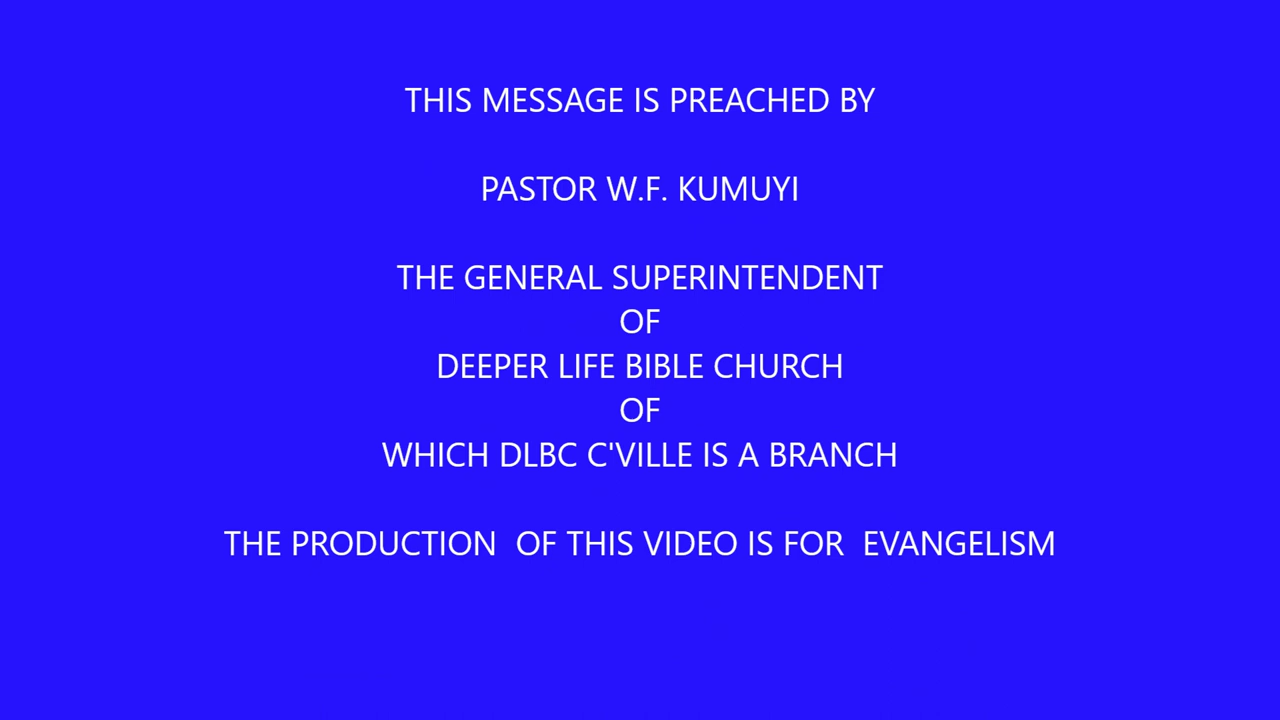 THIS MESSAGE IS PREACHED BY
PASTOR W.F. KUMUYI
THE GENERAL SUPERINTENDENT
OF
DEEPER LIFE BIBLE CHURCH
OF
WHICH DLBC C'VILLE IS A BRANCH
THE PRODUCTION  OF THIS VIDEO IS FOR  EVANGELISM